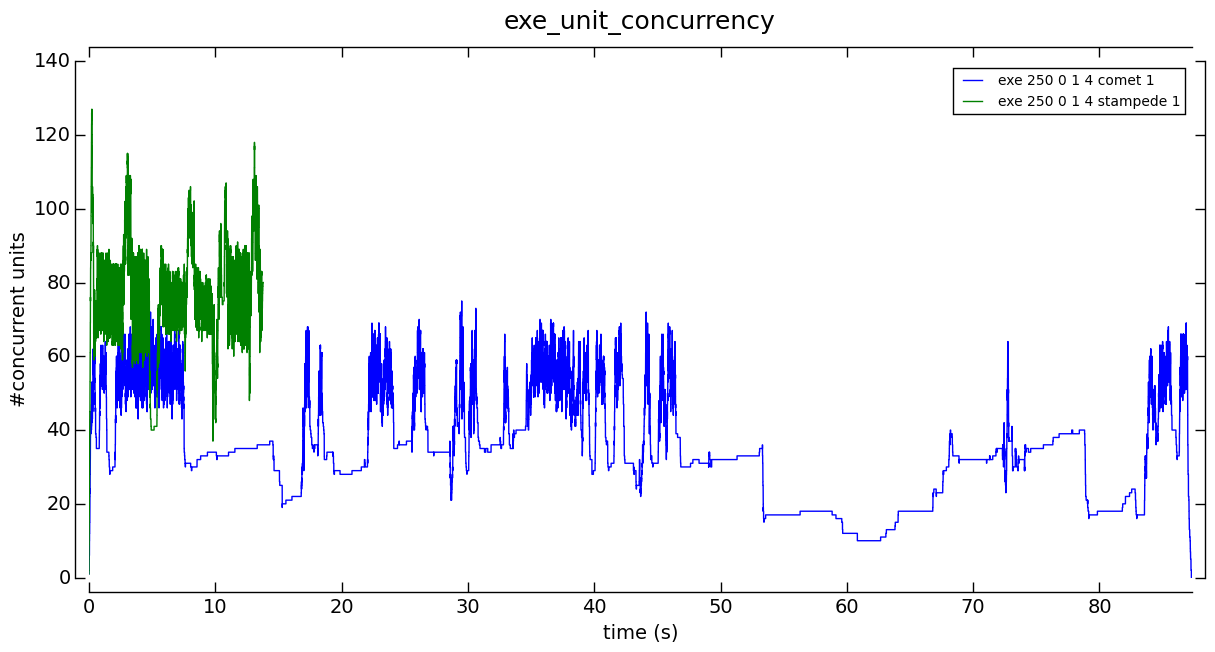 exe_unit_concurrency
exe 250 0 1 4 comet 1
exe 250 0 1 4 stampede 1
#concurrent units
140
120
100
80
60
40
20
0
0 10 20 30 40 50 60 70 80
time (s)